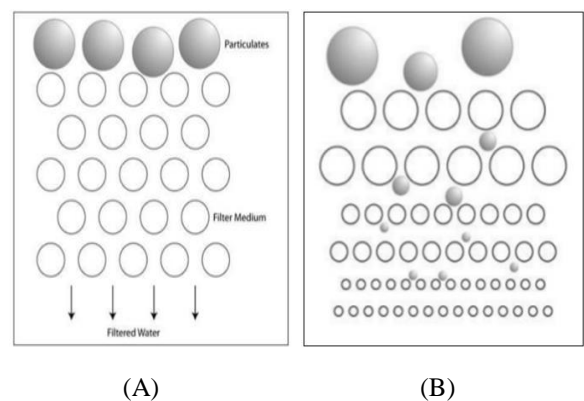 Particulates
Filter Medium
Filtered Water
(A)
(B)